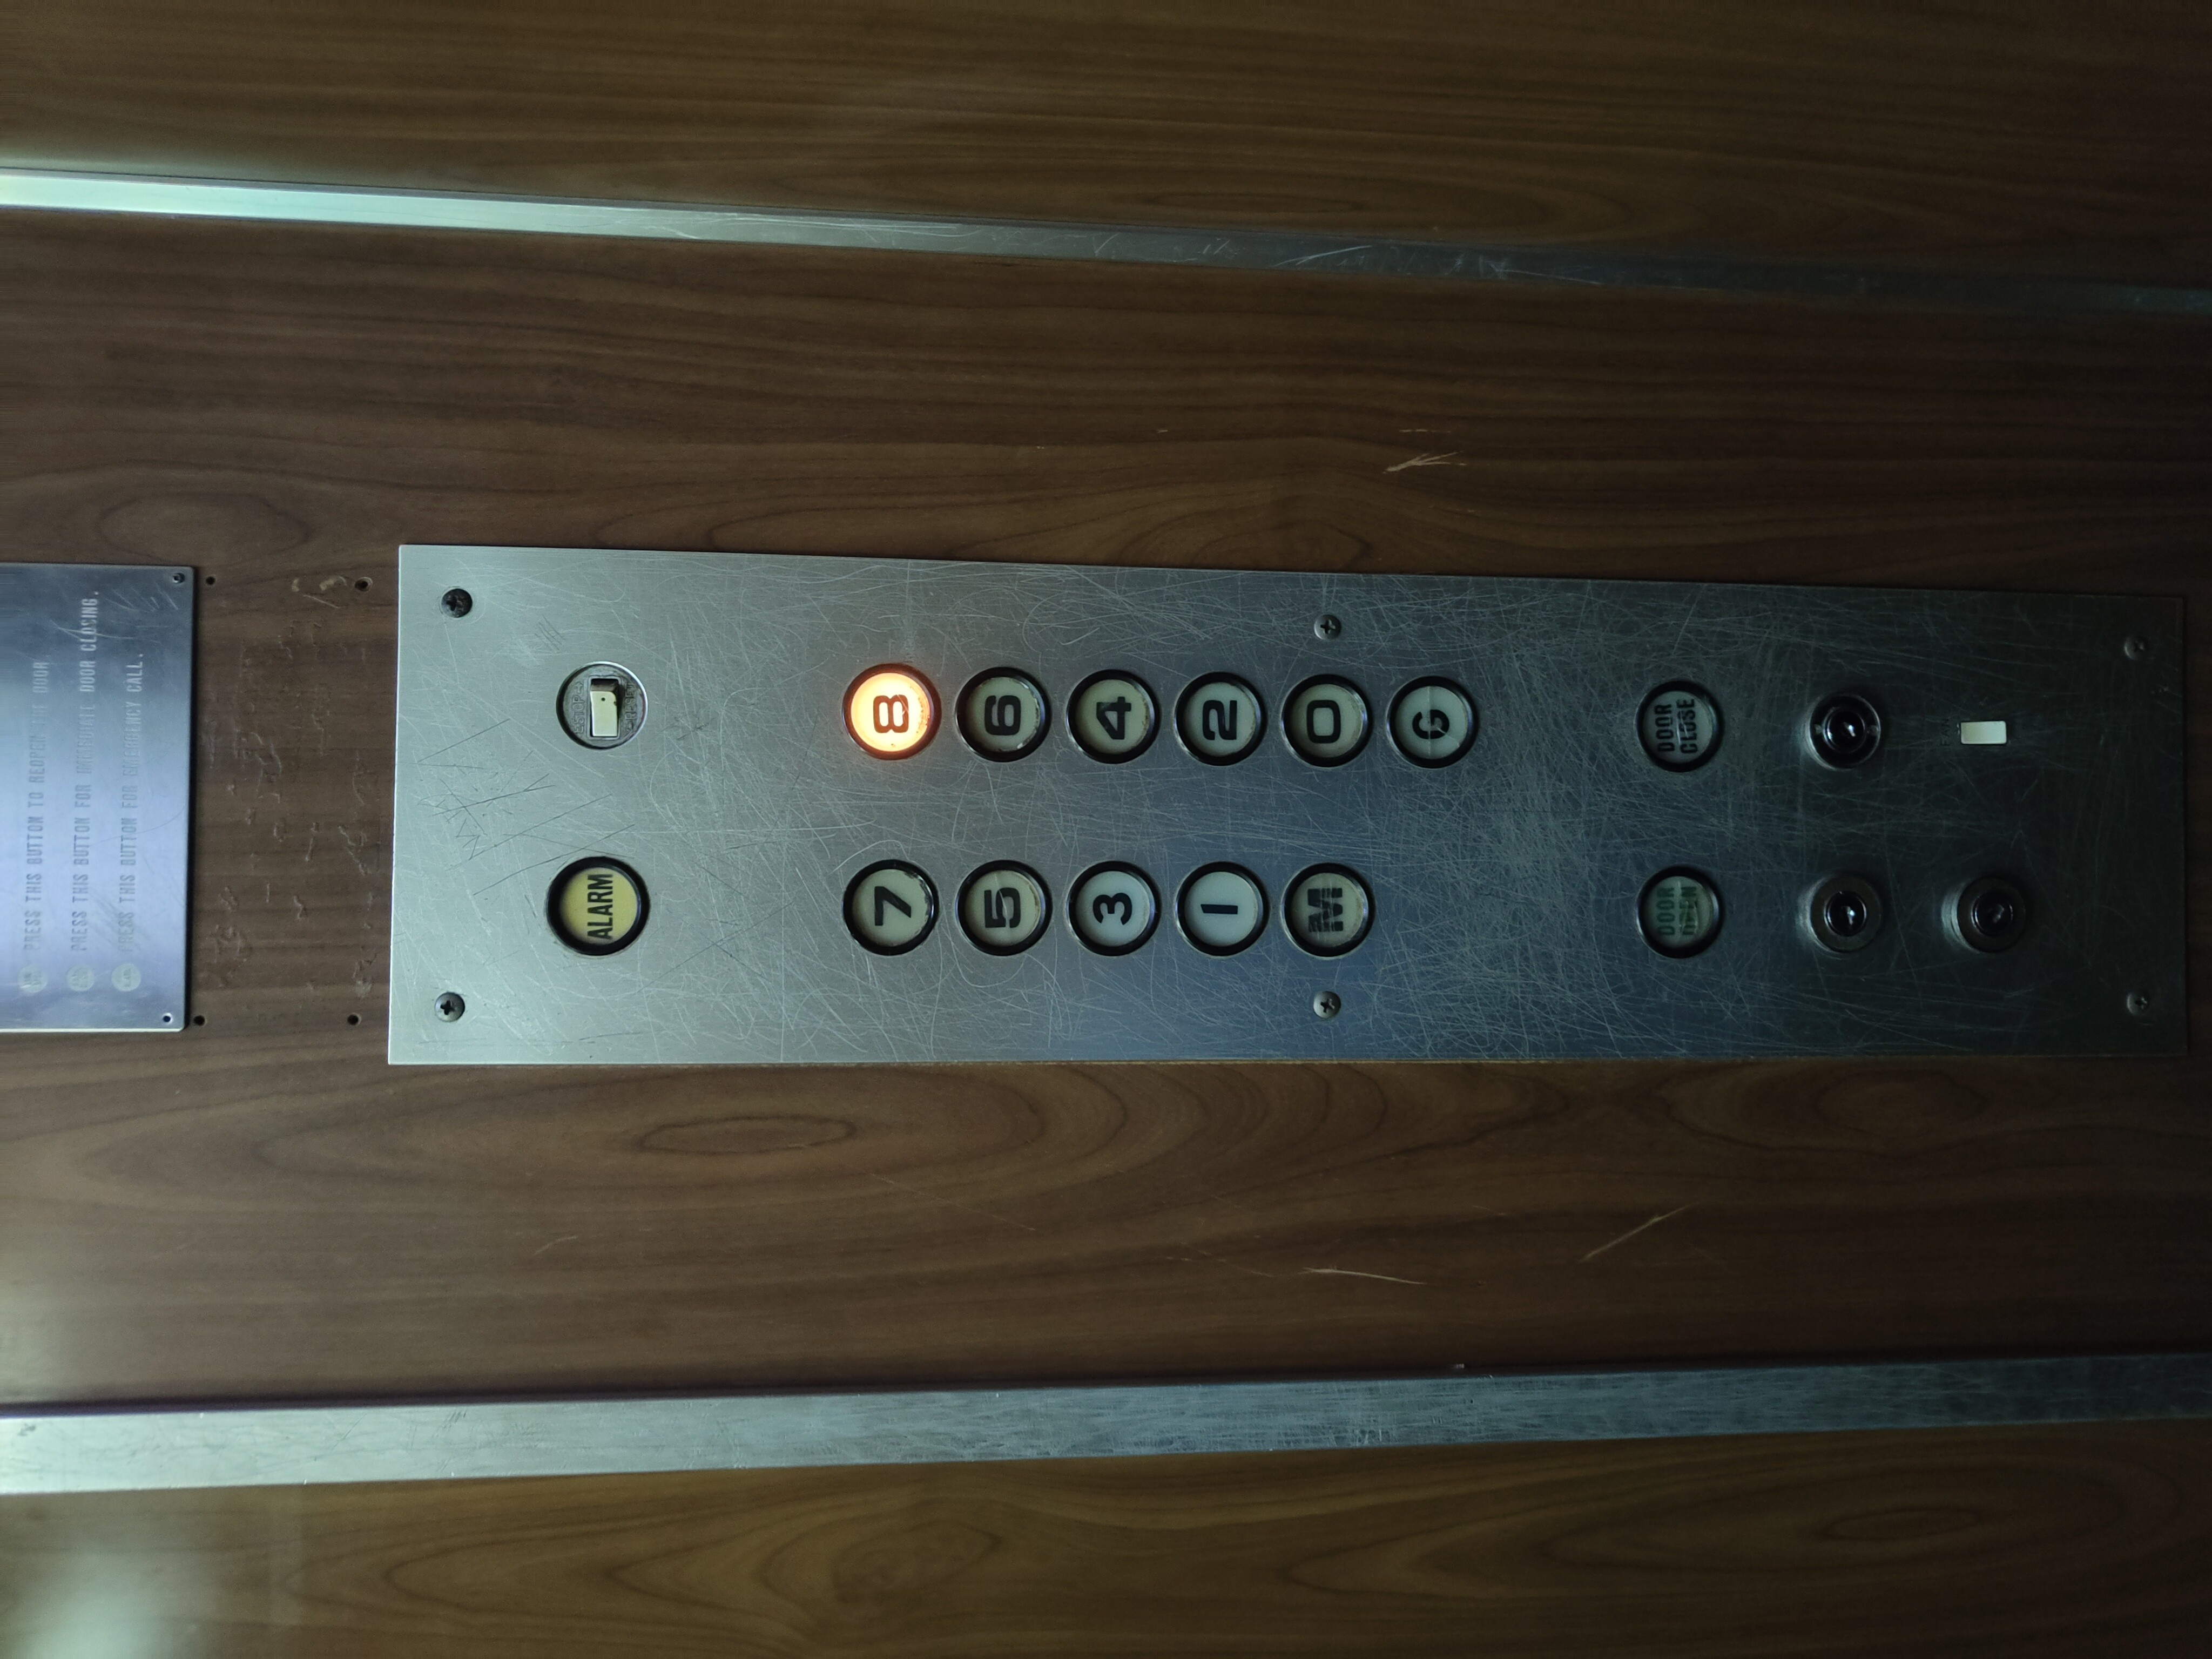 PRESS THIS BUTTON TO REOPEN THE DOOR
PRESS THIS BUTTON FOR IMMEDIATE DOOR CLOSING.
PRESS THIS BUTTON FOR EMERGENCY CALL.
ALARM
STOP
RESET
7 8
5 6
3 4
1 2
M 0
G
DOOR OPEN
DOOR CLOSE